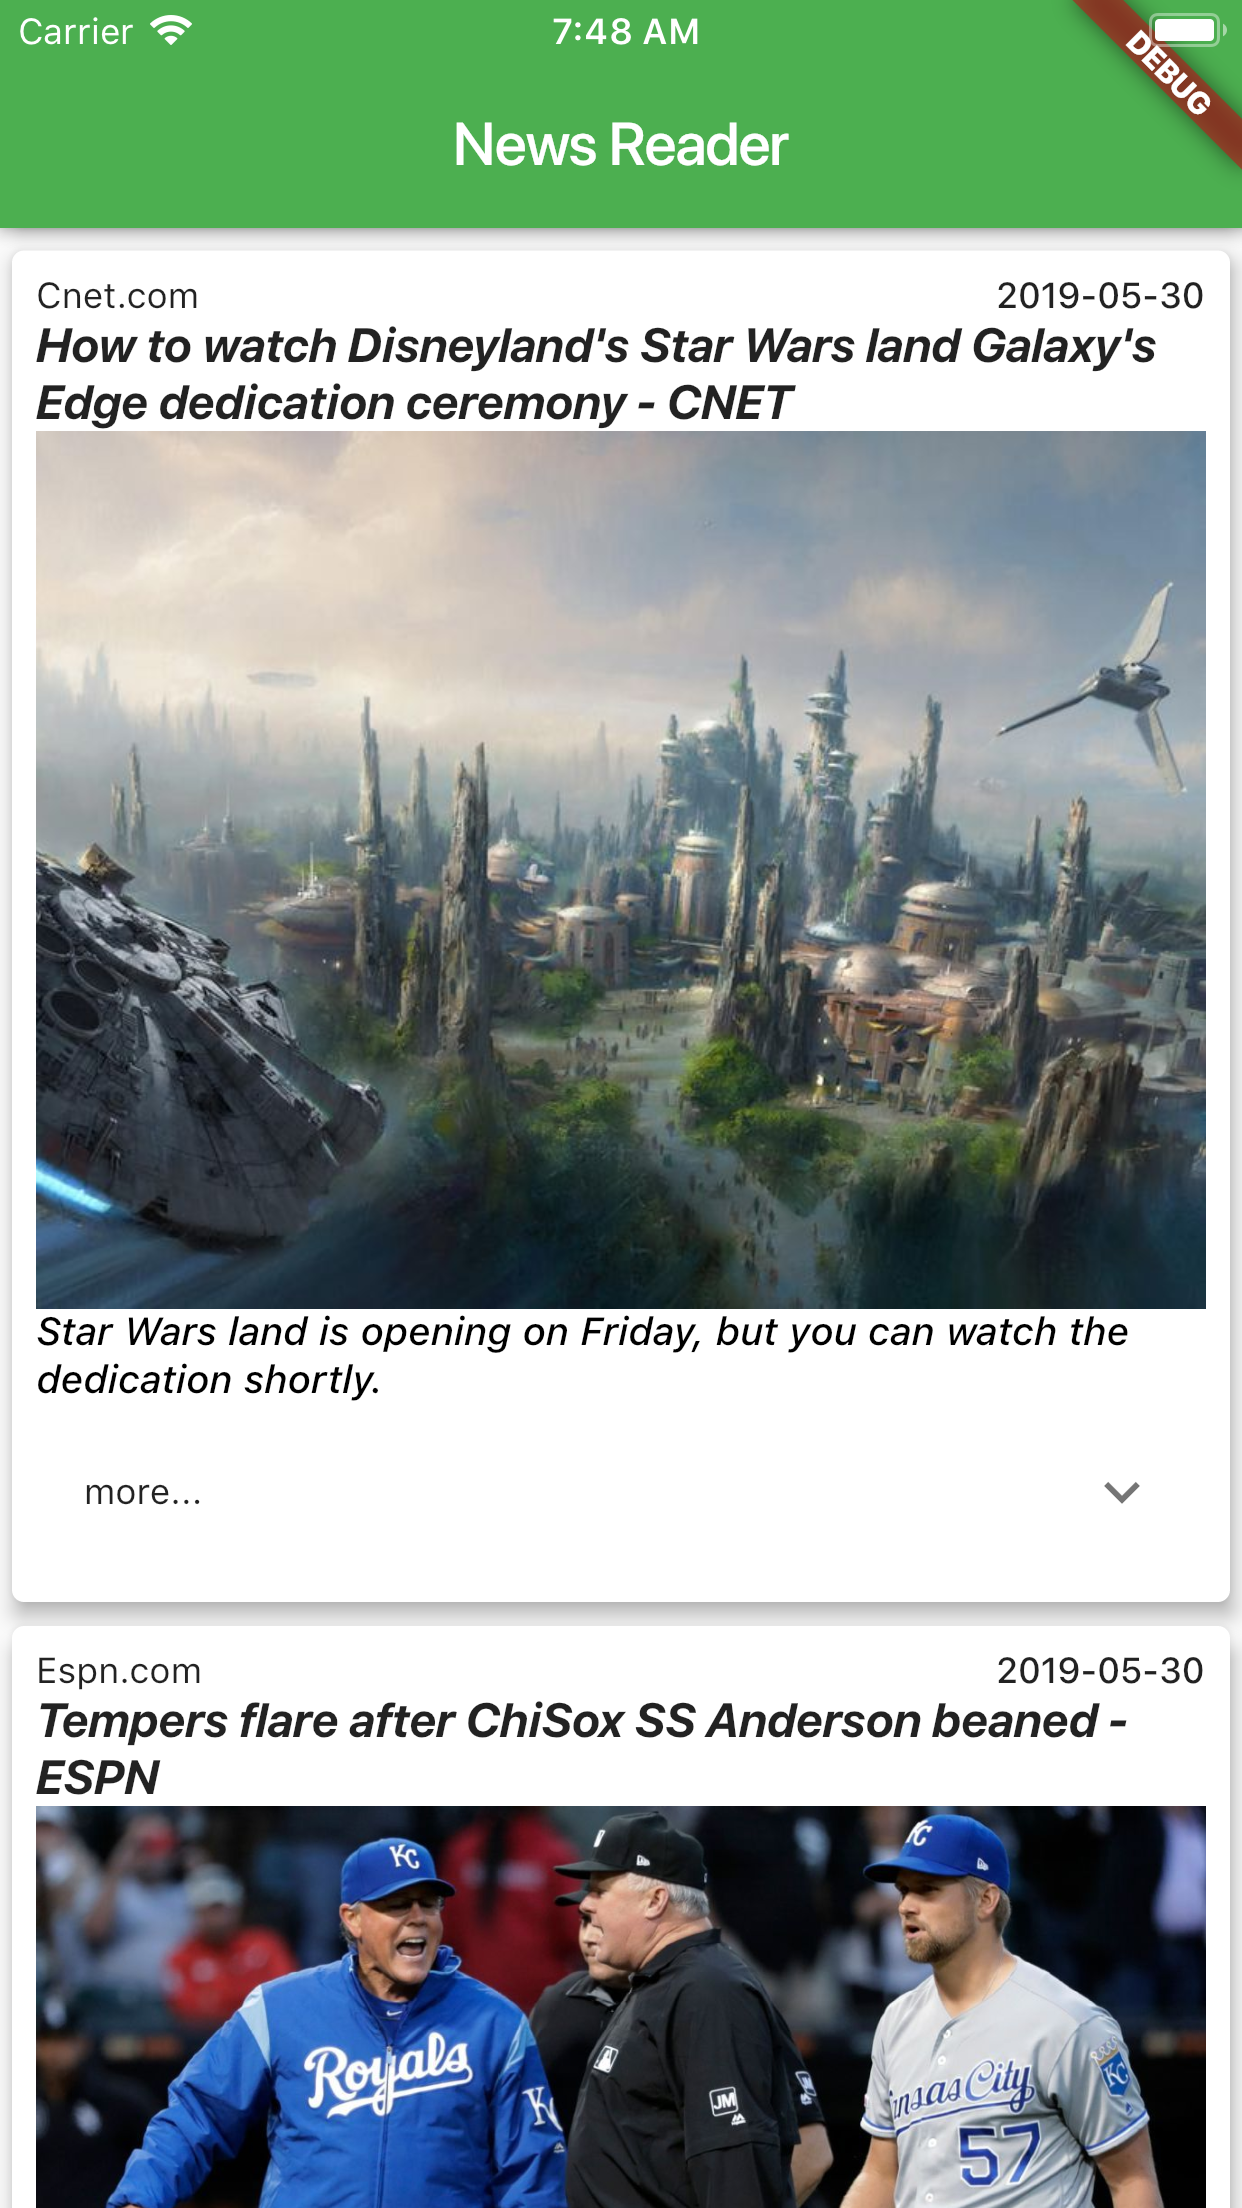 Carrier
7:48 AM
DEBUG
News Reader
Cnet.com
2019-05-30
How to watch Disneyland's Star Wars land Galaxy's
Edge dedication ceremony - CNET
Star Wars land is opening on Friday, but you can watch the
dedication shortly.
more...
Espn.com
2019-05-30
Tempers flare after ChiSox SS Anderson beaned -
ESPN
KC
KC
Royals
KC
JM
nsas City
KC
57